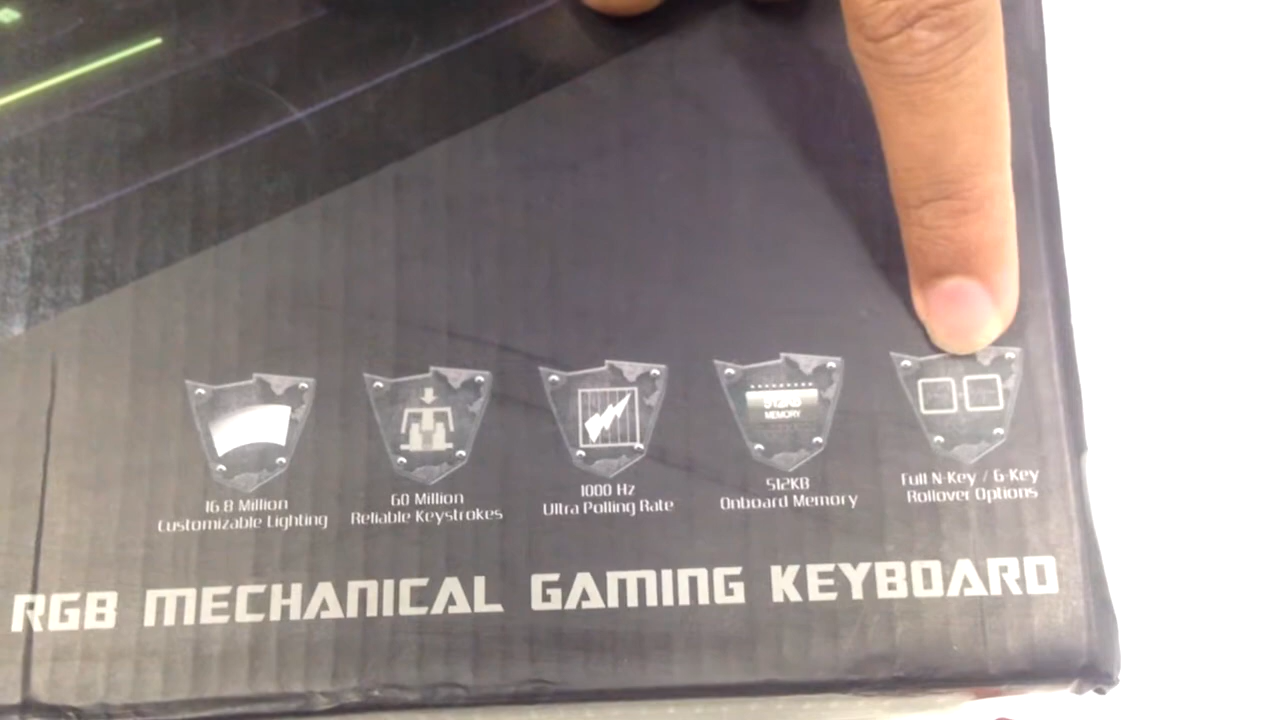 512KB
MEMORY
16.8 Million
Customizable Lighting
60 Million
Reliable Keystrokes
1000 Hz
Ultra Polling Rate
512KB
Onboard Memory
Full N-Key / 6-Key
Rollover Options
RGB MECHANICAL GAMING KEYBOARD